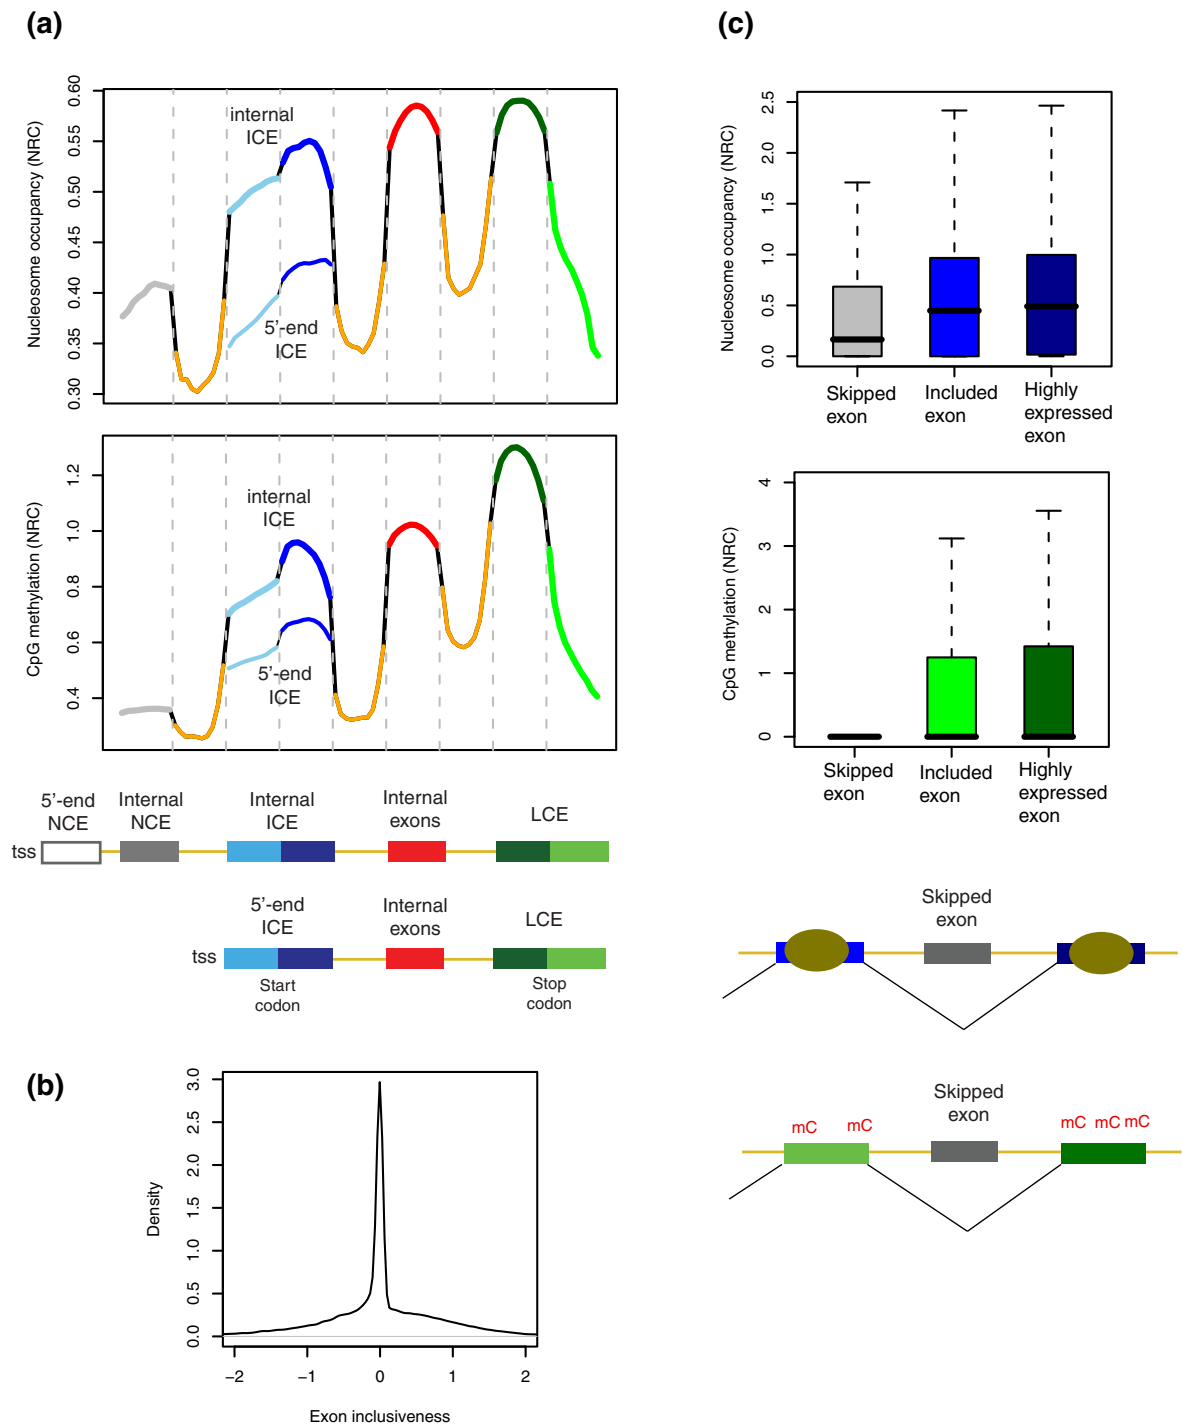 (a)
Nucleosome occupancy (NRC)
0.60
0.55
0.50
0.45
0.40
0.35
0.30
internal
ICE
5'-end
ICE
CpG methylation (NRC)
1.2
1.0
0.8
0.6
0.4
internal
ICE
5'-end
ICE
5'-end
NCE
Internal
NCE
Internal
ICE
Internal
exons
LCE
tss
5'-end
ICE
Internal
exons
LCE
tss
Start
codon
Stop
codon
(b)
Density
3.0
2.5
2.0
1.5
1.0
0.5
0.0
−2 −1 0 1 2
Exon inclusiveness
(c)
Nucleosome occupancy (NRC)
2.5
2.0
1.5
1.0
0.5
0.0
Skipped
exon
Included
exon
Highly
expressed
exon
CpG methylation (NRC)
4
3
2
1
0
Skipped
exon
Included
exon
Highly
expressed
exon
Skipped
exon
Skipped
exon
mC mC mC mC mC